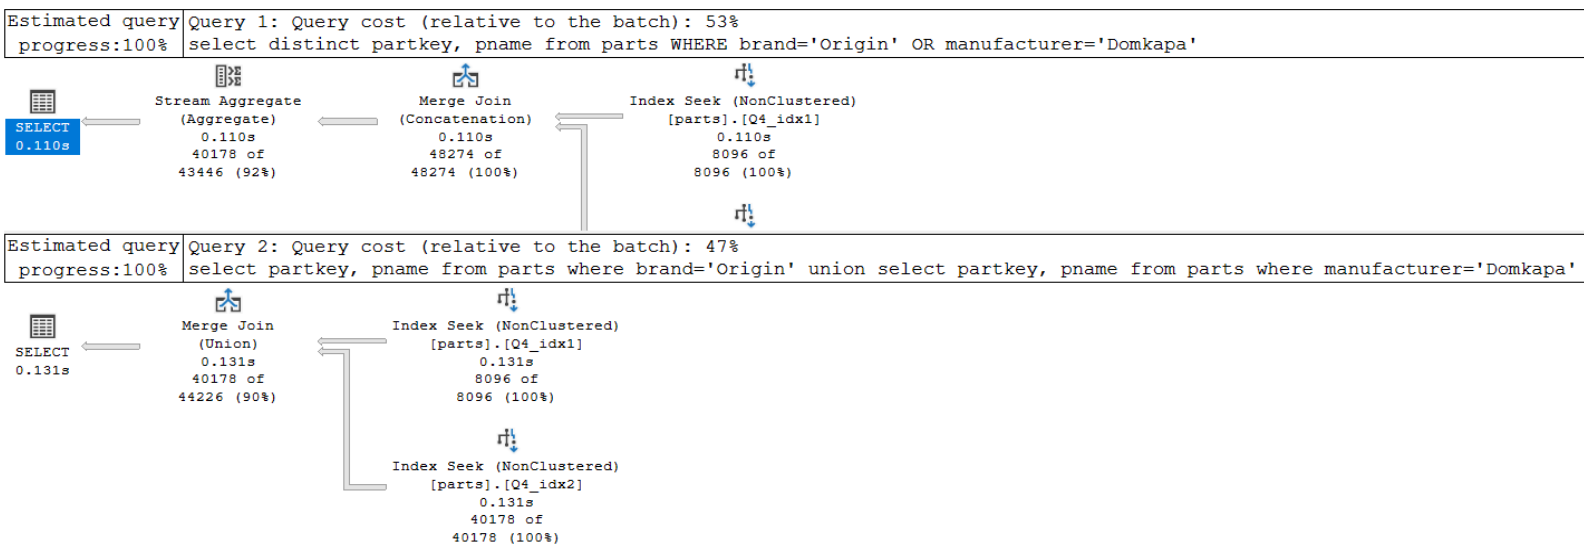 Estimated query progress:100%
Query 1: Query cost (relative to the batch): 53%
select distinct partkey, pname from parts WHERE brand='Origin' OR manufacturer='Domkapa'
SELECT
0.110s
Stream Aggregate
(Aggregate)
0.110s
40178 of
43446 (92%)
Merge Join
(Concatenation)
0.110s
48274 of
48274 (100%)
Index Seek (NonClustered)
[parts].[Q4_idx1]
0.110s
8096 of
8096 (100%)
Estimated query progress:100%
Query 2: Query cost (relative to the batch): 47%
select partkey, pname from parts where brand='Origin' union select partkey, pname from parts where manufacturer='Domkapa'
SELECT
0.131s
Merge Join
(Union)
0.131s
40178 of
44226 (90%)
Index Seek (NonClustered)
[parts].[Q4_idx1]
0.131s
8096 of
8096 (100%)
Index Seek (NonClustered)
[parts].[Q4_idx2]
0.131s
40178 of
40178 (100%)